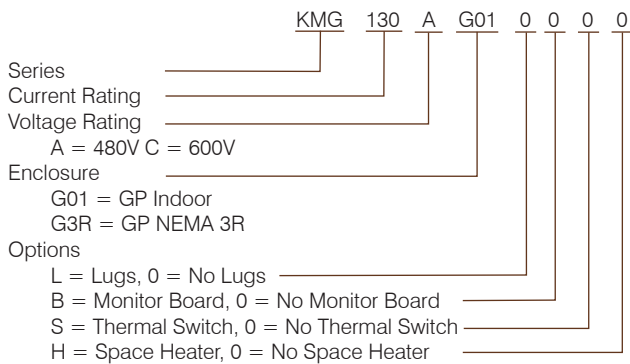 KMG 130 A G01 0 0 0 0
Series
Current Rating
Voltage Rating
A = 480V C = 600V
Enclosure
G01 = GP Indoor
G3R = GP NEMA 3R
Options
L = Lugs, 0 = No Lugs
B = Monitor Board, 0 = No Monitor Board
S = Thermal Switch, 0 = No Thermal Switch
H = Space Heater, 0 = No Space Heater